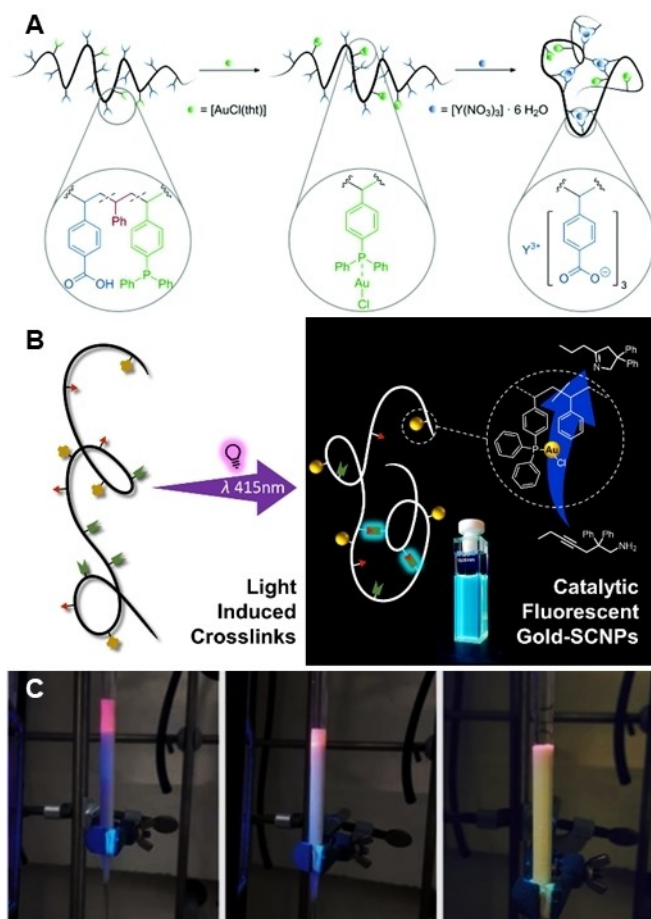 A
= [AuCl(tht)]
= [Y(NO3)3] · 6 H2O
Ph
O
OH
Ph
P
Ph
Ph
P
Ph
Au
Cl
Y3+
O
O
⊖
3
B
λ 415nm
Light
Induced
Crosslinks
Ph
Ph
N
P
Au
Cl
Ph
Ph
NH2
Catalytic
Fluorescent
Gold-SCNPs
C